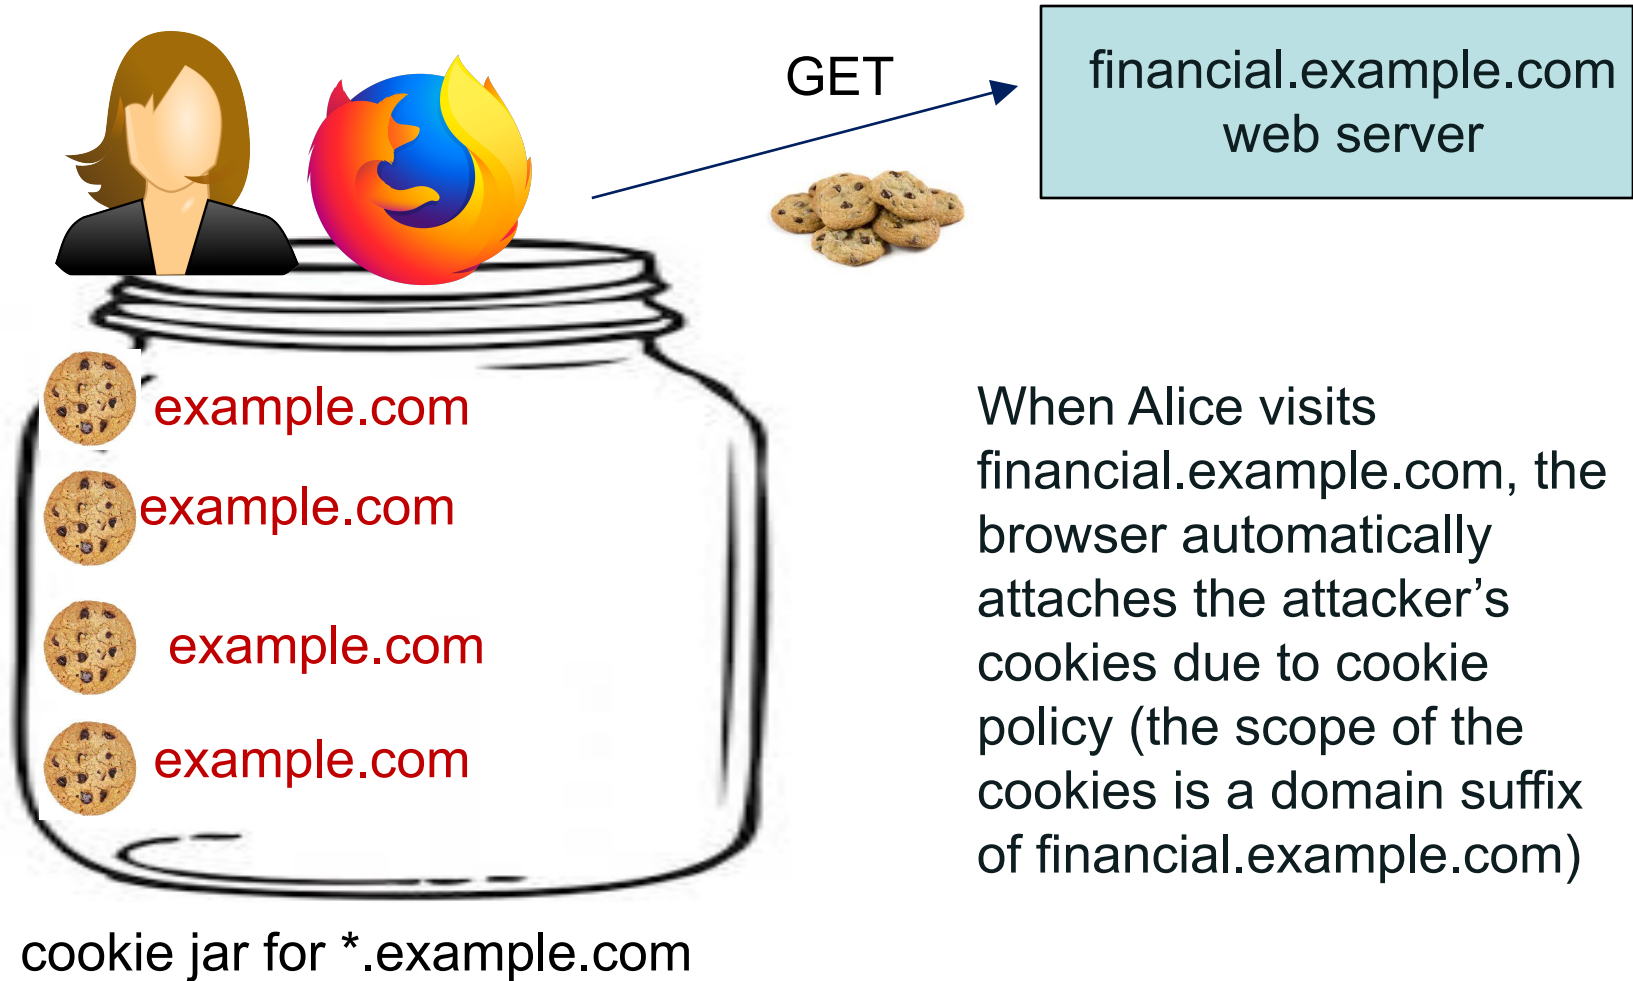 GET
financial.example.com
web server
example.com
example.com
example.com
example.com
When Alice visits
financial.example.com, the
browser automatically
attaches the attacker’s
cookies due to cookie
policy (the scope of the
cookies is a domain suffix
of financial.example.com)
cookie jar for *.example.com